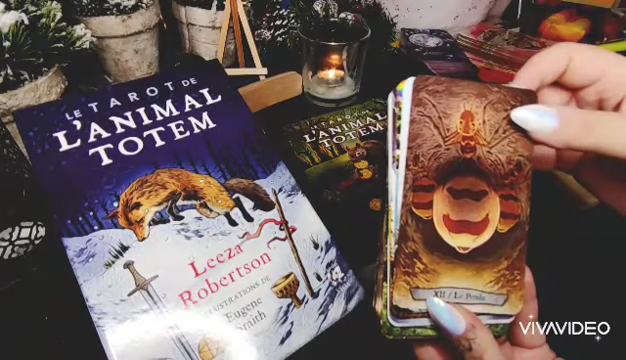 LE TAROT DE
L'ANIMAL
TOTEM
Leeza
Robertson
ILLUSTRATIONS DE
Eugene
Smith
LE TAROT DE
L'ANIMAL
TOTEM
XII / Le Pendu
VIVAVIDEO